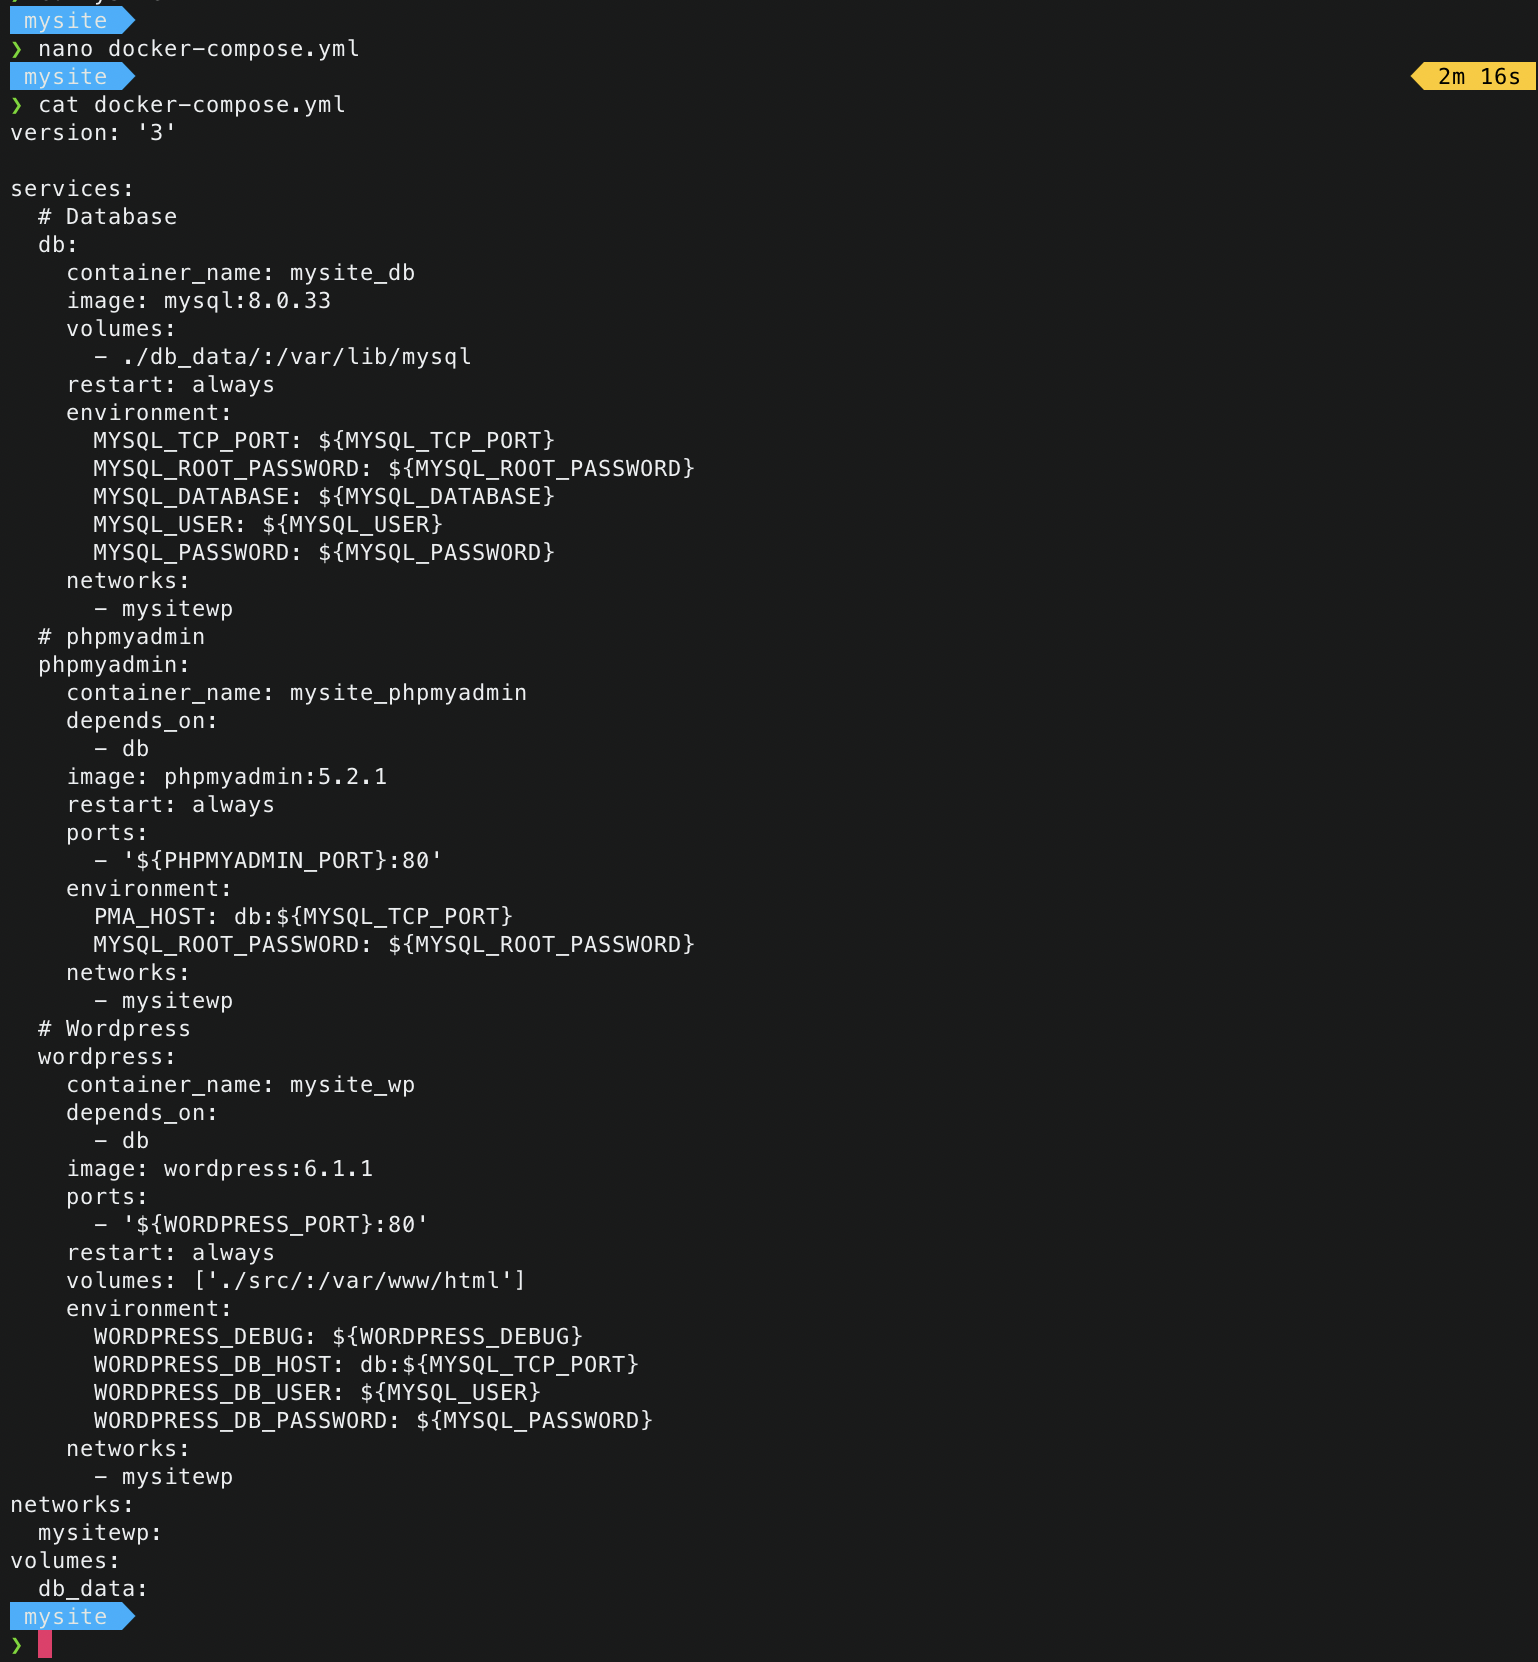 mysite
❯ nano docker-compose.yml
mysite 2m 16s
❯ cat docker-compose.yml
version: '3'

services:
  # Database
  db:
    container_name: mysite_db
    image: mysql:8.0.33
    volumes:
      - ./db_data/:/var/lib/mysql
    restart: always
    environment:
      MYSQL_TCP_PORT: ${MYSQL_TCP_PORT}
      MYSQL_ROOT_PASSWORD: ${MYSQL_ROOT_PASSWORD}
      MYSQL_DATABASE: ${MYSQL_DATABASE}
      MYSQL_USER: ${MYSQL_USER}
      MYSQL_PASSWORD: ${MYSQL_PASSWORD}
    networks:
      - mysitewp
  # phpmyadmin
  phpmyadmin:
    container_name: mysite_phpmyadmin
    depends_on:
      - db
    image: phpmyadmin:5.2.1
    restart: always
    ports:
      - '${PHPMYADMIN_PORT}:80'
    environment:
      PMA_HOST: db:${MYSQL_TCP_PORT}
      MYSQL_ROOT_PASSWORD: ${MYSQL_ROOT_PASSWORD}
    networks:
      - mysitewp
  # Wordpress
  wordpress:
    container_name: mysite_wp
    depends_on:
      - db
    image: wordpress:6.1.1
    ports:
      - '${WORDPRESS_PORT}:80'
    restart: always
    volumes: ['./src/:/var/www/html']
    environment:
      WORDPRESS_DEBUG: ${WORDPRESS_DEBUG}
      WORDPRESS_DB_HOST: db:${MYSQL_TCP_PORT}
      WORDPRESS_DB_USER: ${MYSQL_USER}
      WORDPRESS_DB_PASSWORD: ${MYSQL_PASSWORD}
    networks:
      - mysitewp
networks:
  mysitewp:
volumes:
  db_data:
mysite
❯